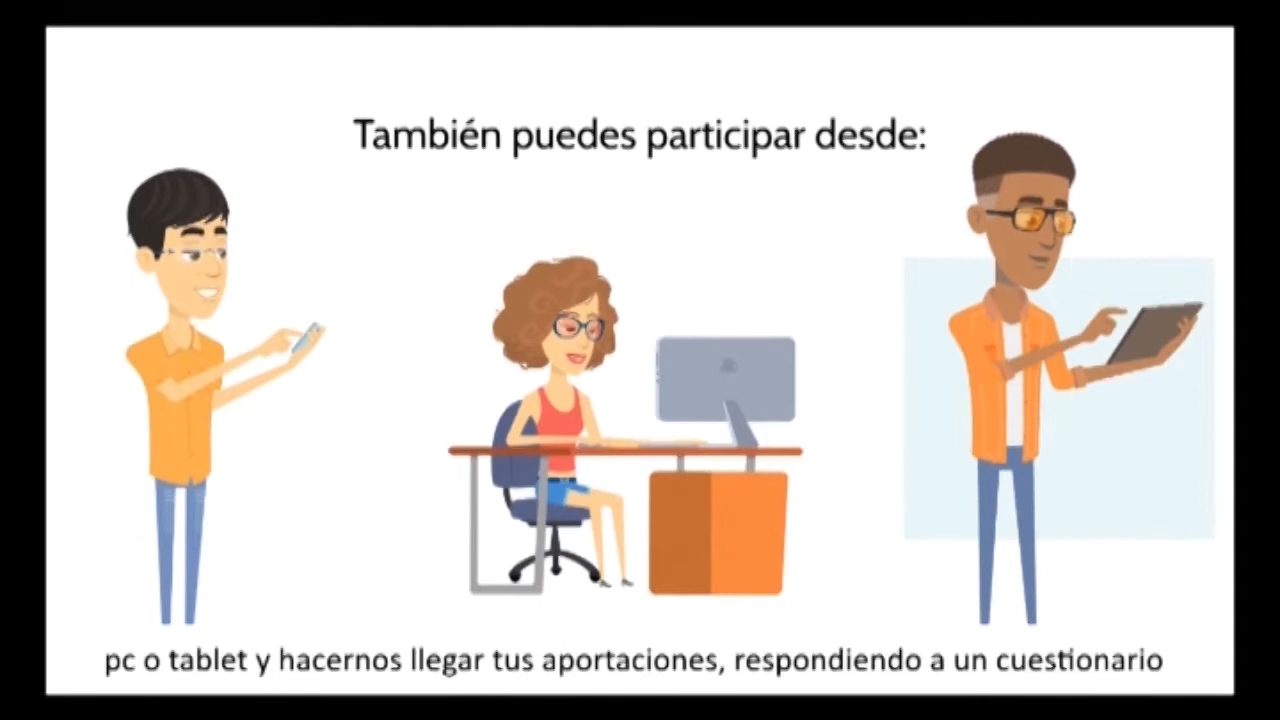 También puedes participar desde:
pc o tablet y hacernos llegar tus aportaciones, respondiendo a un cuestionario